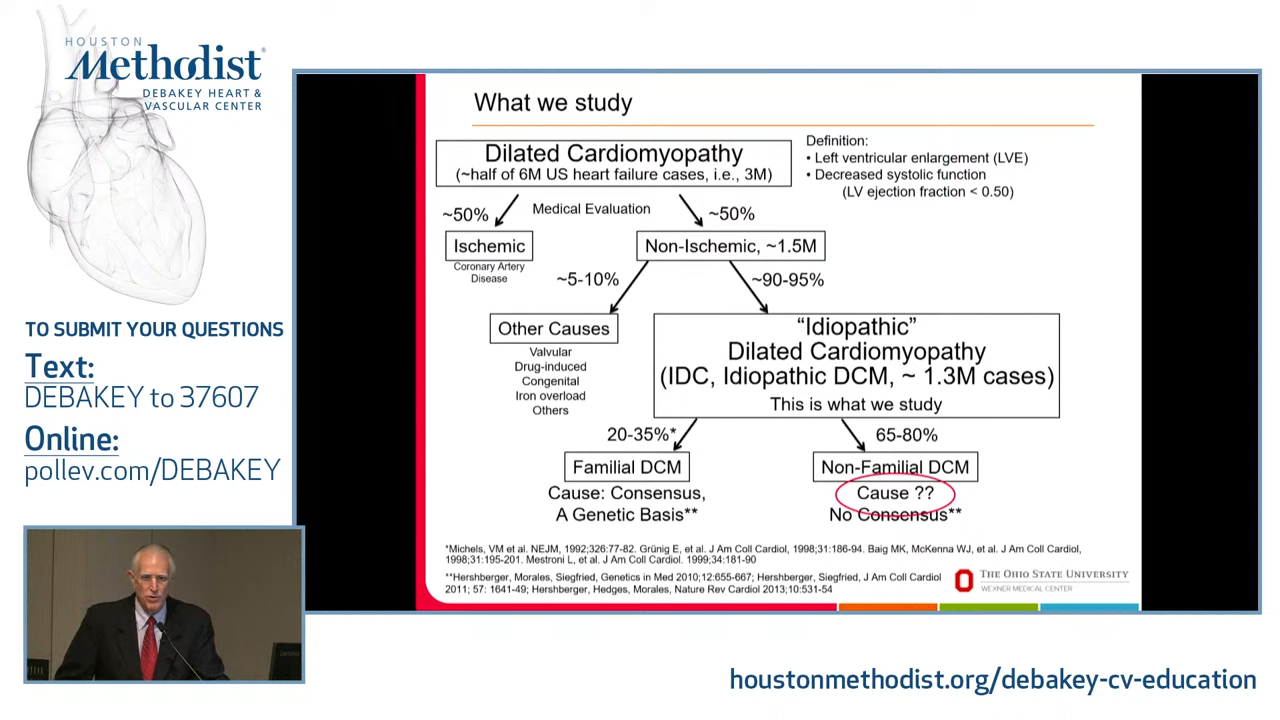 HOUSTON
Methodist®
DEBAKEY HEART &
VASCULAR CENTER
TO SUBMIT YOUR QUESTIONS
Text:
DEBAKEY to 37607
Online:
pollev.com/DEBAKEY
What we study
Dilated Cardiomyopathy
(~half of 6M US heart failure cases, i.e., 3M)
Definition:
• Left ventricular enlargement (LVE)
• Decreased systolic function
(LV ejection fraction < 0.50)
~50%
Medical Evaluation
~50%
Ischemic
Coronary Artery
Disease
Non-Ischemic, ~1.5M
~5-10%
~90-95%
Other Causes
Valvular
Drug-induced
Congenital
Iron overload
Others
“Idiopathic”
Dilated Cardiomyopathy
(IDC, Idiopathic DCM, ~ 1.3M cases)
This is what we study
20-35%*
65-80%
Familial DCM
Cause: Consensus,
A Genetic Basis**
Non-Familial DCM
Cause ??
No Consensus**
*Michels, VM et al. NEJM, 1992;326:77-82. Grünig E, et al. J Am Coll Cardiol, 1998;31:186-94. Baig MK, McKenna WJ, et al. J Am Coll Cardiol,
1998;31:195-201. Mestroni L, et al. J Am Coll Cardiol. 1999;34:181-90
**Hershberger, Morales, Siegfried, Genetics in Med 2010;12:655-667; Hershberger, Siegfried, J Am Coll Cardiol
2011; 57: 1641-49; Hershberger, Hedges, Morales, Nature Rev Cardiol 2013;10:531-54
THE OHIO STATE UNIVERSITY
WEXNER MEDICAL CENTER
houstonmethodist.org/debakey-cv-education